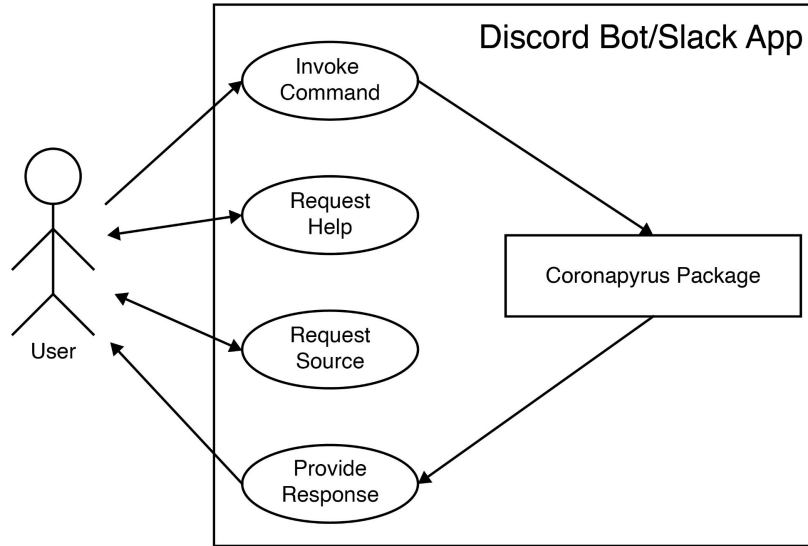 Discord Bot/Slack App
Invoke
Command
Request
Help
Coronapyrus Package
Request
Source
User
Provide
Response